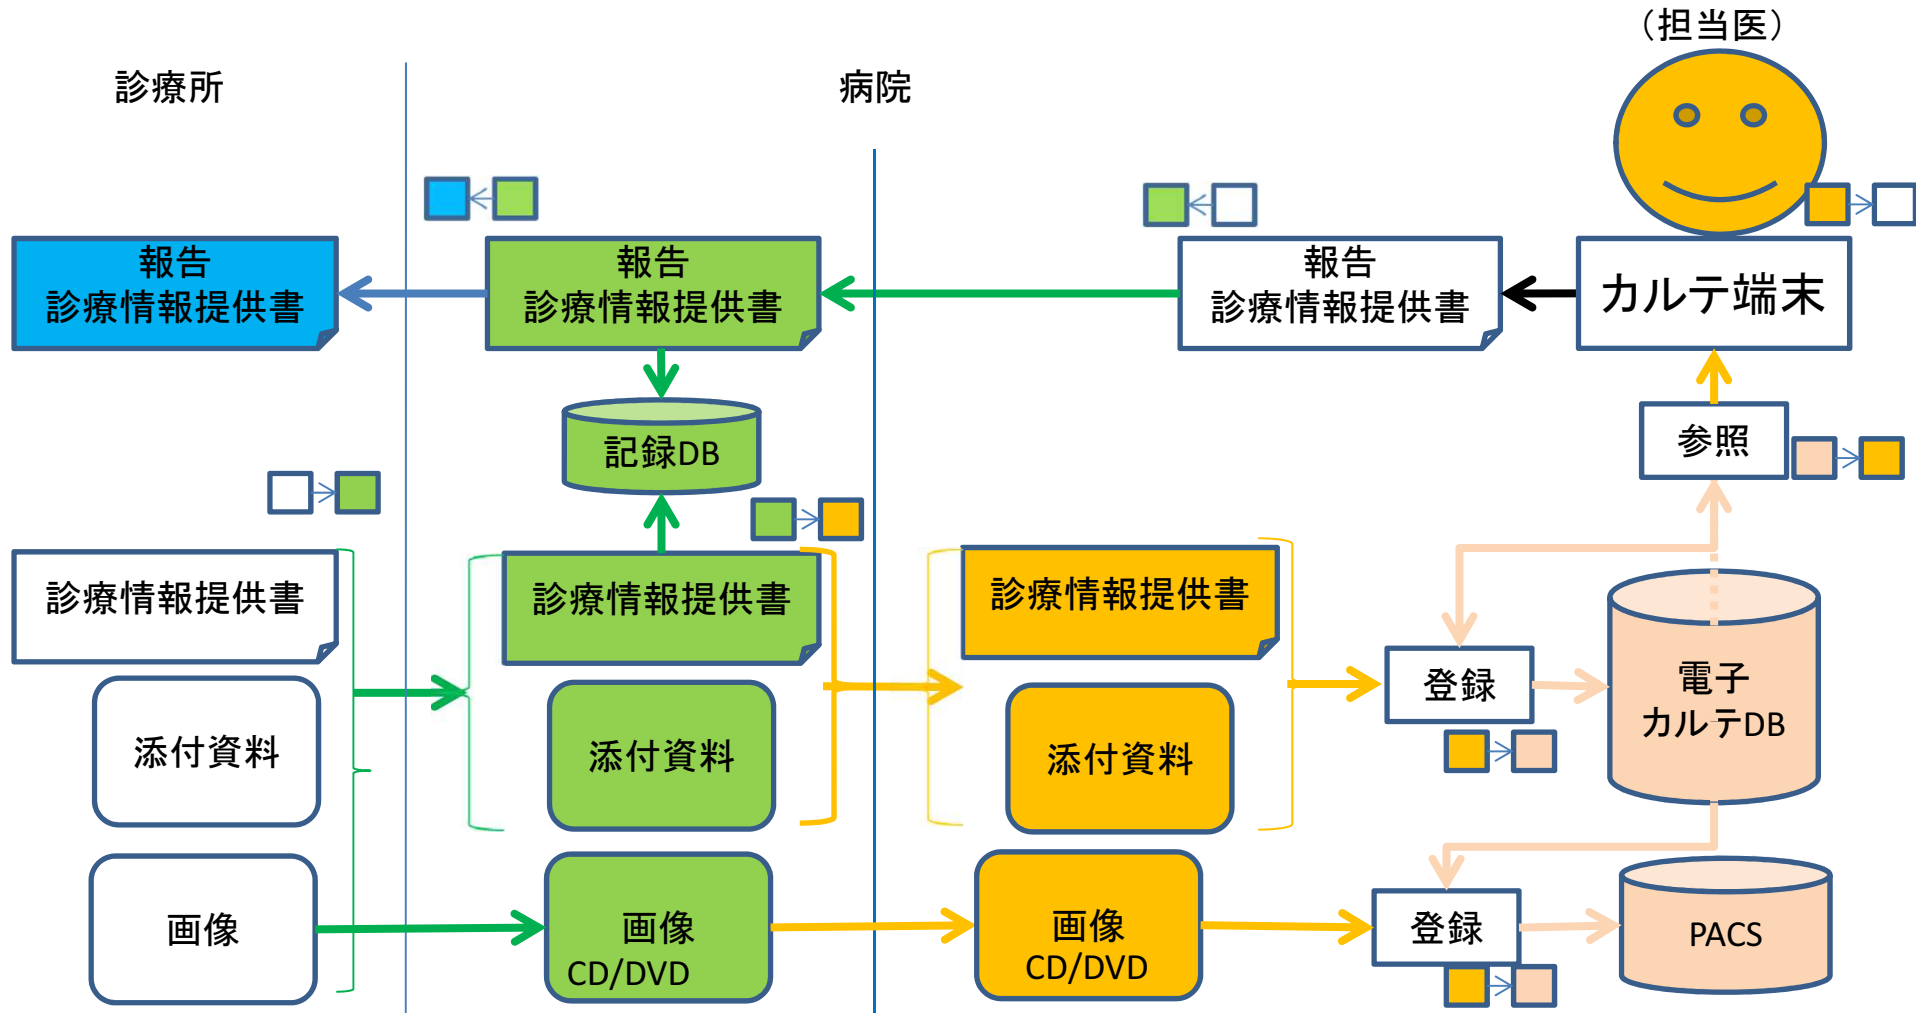 (担当医)
診療所
病院
報告
診療情報提供書
報告
診療情報提供書
報告
診療情報提供書
カルテ端末
記録DB
参照
診療情報提供書
診療情報提供書
診療情報提供書
登録
電子
カルテDB
添付資料
添付資料
添付資料
画像
画像
CD/DVD
画像
CD/DVD
登録
PACS